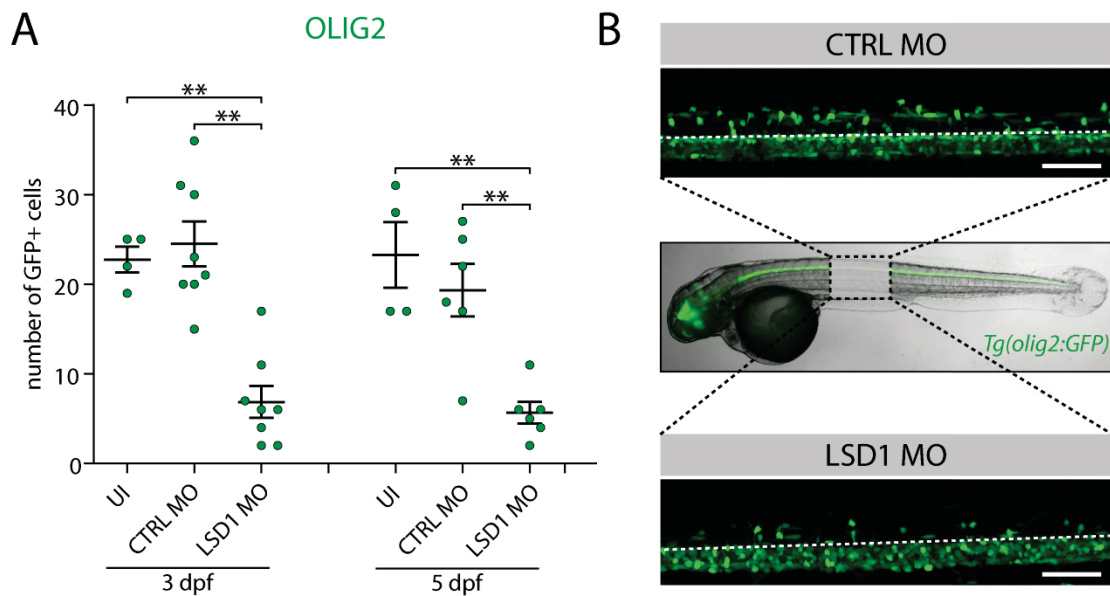 A
OLIG2
number of GFP+ cells
40
30
20
10
0
**
**
**
**
UI
CTRL MO
LSD1 MO
UI
CTRL MO
LSD1 MO
3 dpf
5 dpf
B
CTRL MO
Tg(olig2:GFP)
LSD1 MO